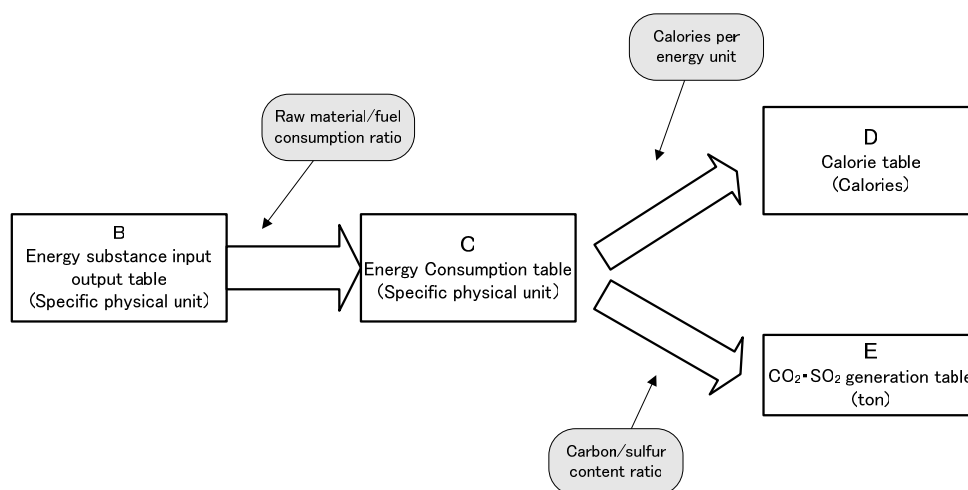 Calories per
energy unit
Raw material/fuel
consumption ratio
B
Energy substance input
output table
(Specific physical unit)
C
Energy Consumption table
(Specific physical unit)
D
Calorie table
(Calories)
E
CO₂・SO₂ generation table
(ton)
Carbon/sulfur
content ratio